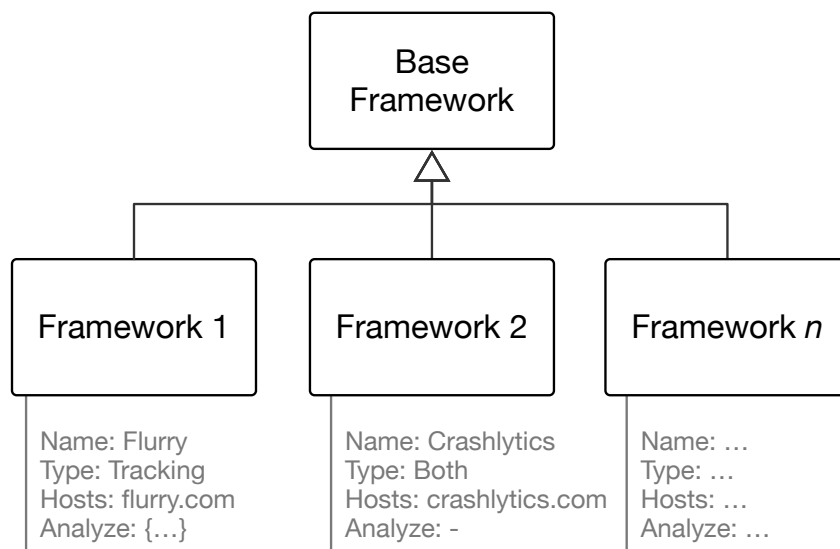 Base
Framework
Framework 1
Framework 2
Framework n
Name: Flurry
Type: Tracking
Hosts: flurry.com
Analyze: {…}
Name: Crashlytics
Type: Both
Hosts: crashlytics.com
Analyze: -
Name: …
Type: …
Hosts: …
Analyze: …